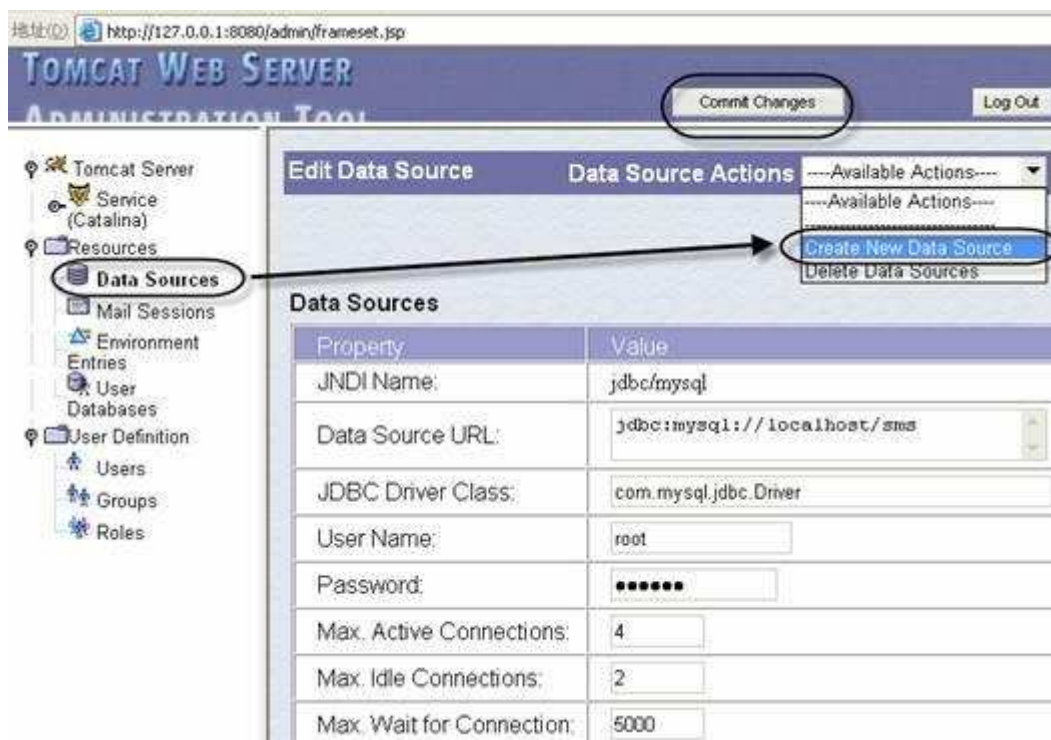 地址(D) http://127.0.0.1:8080/admin/frameset.jsp
TOMCAT WEB SERVER
ADMINISTRATION TOOL
Commit Changes
Log Out
Tomcat Server
Service
(Catalina)
Resources
Data Sources
Mail Sessions
Environment
Entries
User
Databases
User Definition
Users
Groups
Roles
Edit Data Source
Data Source Actions
----Available Actions----
----Available Actions----
---------------------------------
Create New Data Source
Delete Data Sources
Data Sources
Property Value
JNDI Name: jdbc/mysql
Data Source URL: jdbc:mysql://localhost/sms
JDBC Driver Class: com.mysql.jdbc.Driver
User Name: root
Password: ●●●●●●
Max. Active Connections: 4
Max. Idle Connections: 2
Max. Wait for Connection: 5000